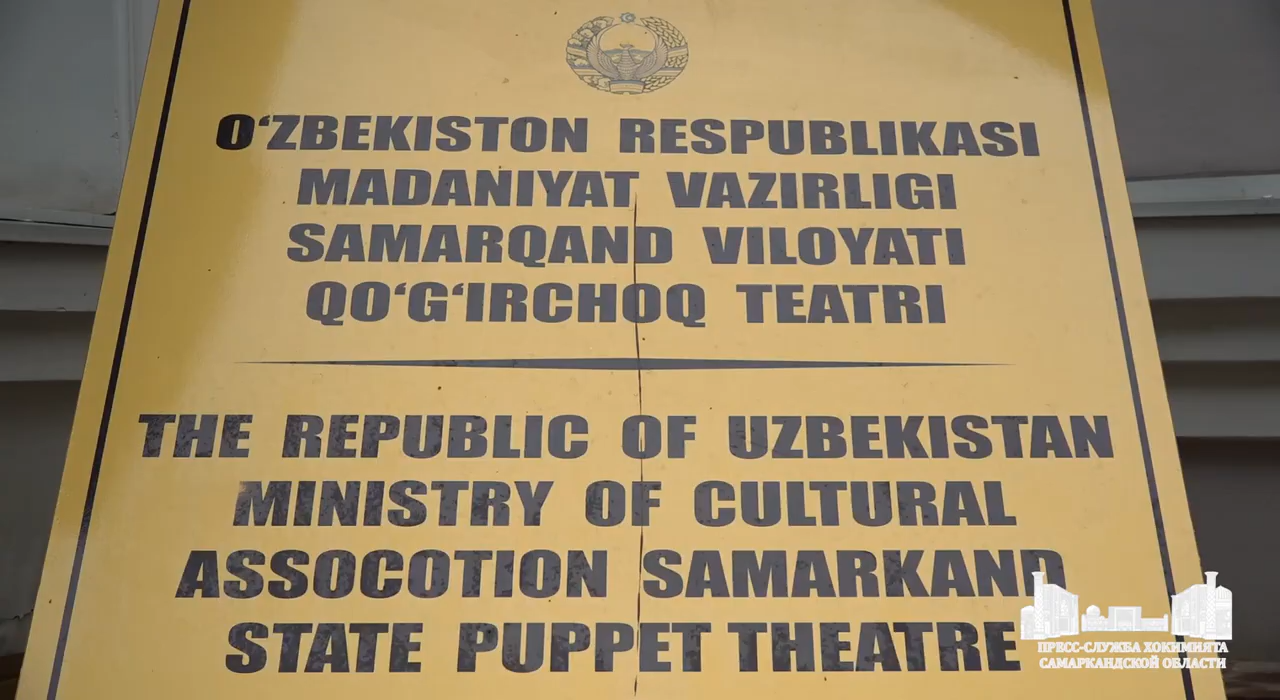 O‘ZBEKISTON RESPUBLIKASI
MADANIYAT VAZIRLIGI
SAMARQAND VILOYATI
QO‘G‘IRCHOQ TEATRI
THE REPUBLIC OF UZBEKISTAN
MINISTRY OF CULTURAL
ASSOCOTION SAMARKAND
STATE PUPPET THEATRE
ПРЕСС-СЛУЖБА ХОКИМИЯТА
САМАРКАНДСКОЙ ОБЛАСТИ